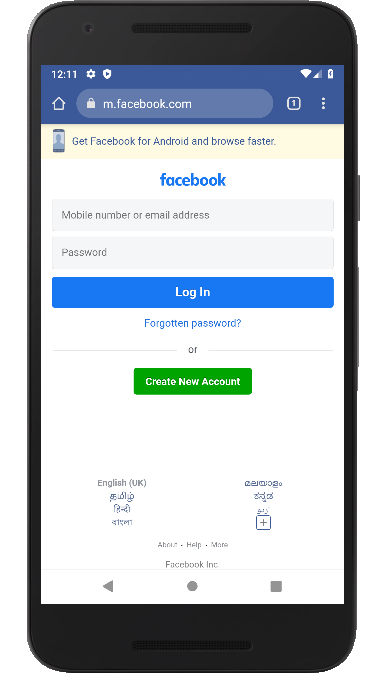 12:11
m.facebook.com
1
Get Facebook for Android and browse faster.
facebook
Mobile number or email address
Password
Log In
Forgotten password?
or
Create New Account
English (UK)
മലയാളം
தமிழ்
ಕನ್ನಡ
हिन्दी
اردو
বাংলা
About · Help · More
Facebook Inc.